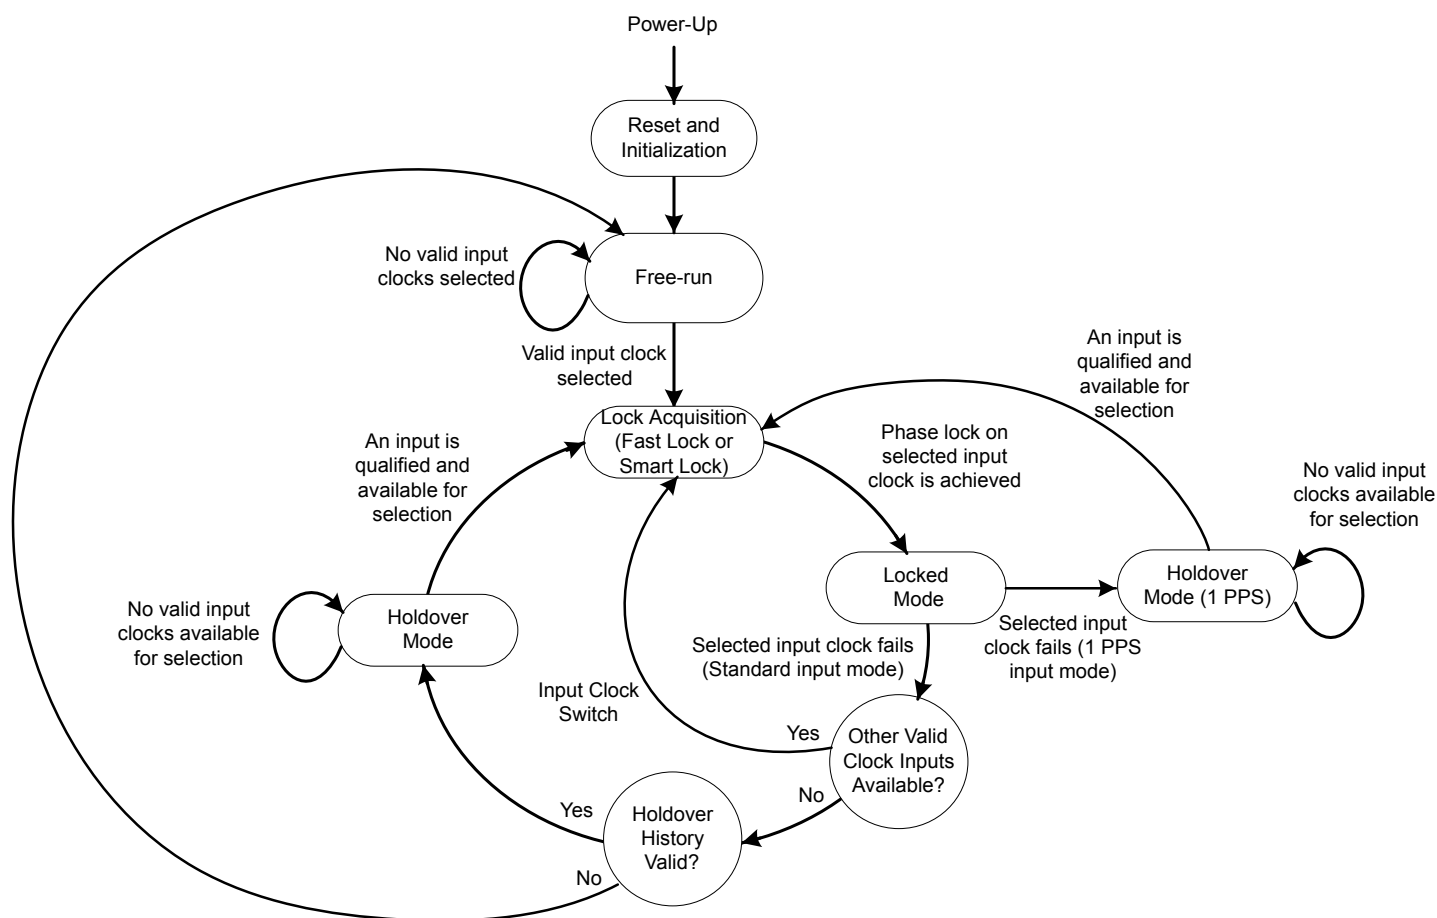 Power-Up
Reset and
Initialization
No valid input
clocks selected
Free-run
Valid input clock
selected
An input is
qualified and
available for
selection
Lock Acquisition
(Fast Lock or
Smart Lock)
An input is
qualified and
available for
selection
Phase lock on
selected input
clock is achieved
No valid input
clocks available
for selection
Locked
Mode
Holdover
Mode (1 PPS)
No valid input
clocks available
for selection
Holdover
Mode
Selected input clock fails
(Standard input mode)
Selected input
clock fails (1 PPS
input mode)
Input Clock
Switch
Yes
Other Valid
Clock Inputs
Available?
No
Yes
Holdover
History
Valid?
No